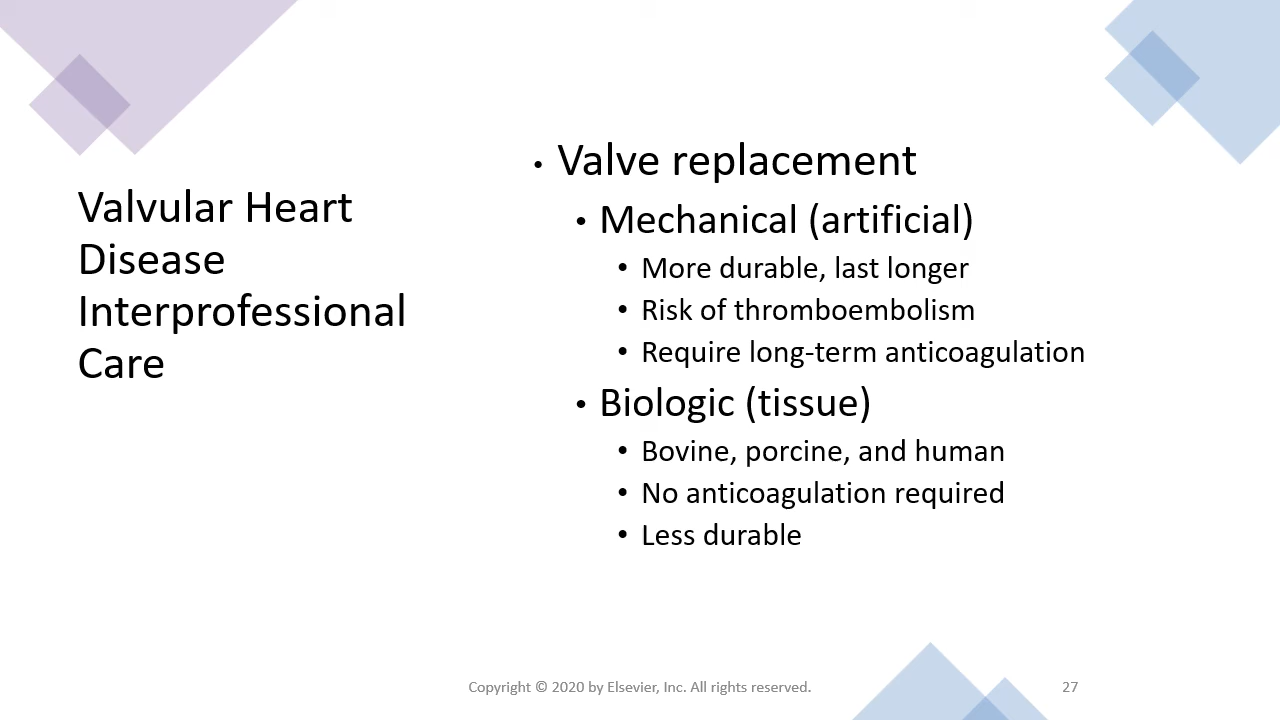 Valvular Heart
Disease
Interprofessional
Care
• Valve replacement
• Mechanical (artificial)
• More durable, last longer
• Risk of thromboembolism
• Require long-term anticoagulation
• Biologic (tissue)
• Bovine, porcine, and human
• No anticoagulation required
• Less durable
Copyright © 2020 by Elsevier, Inc. All rights reserved.
27